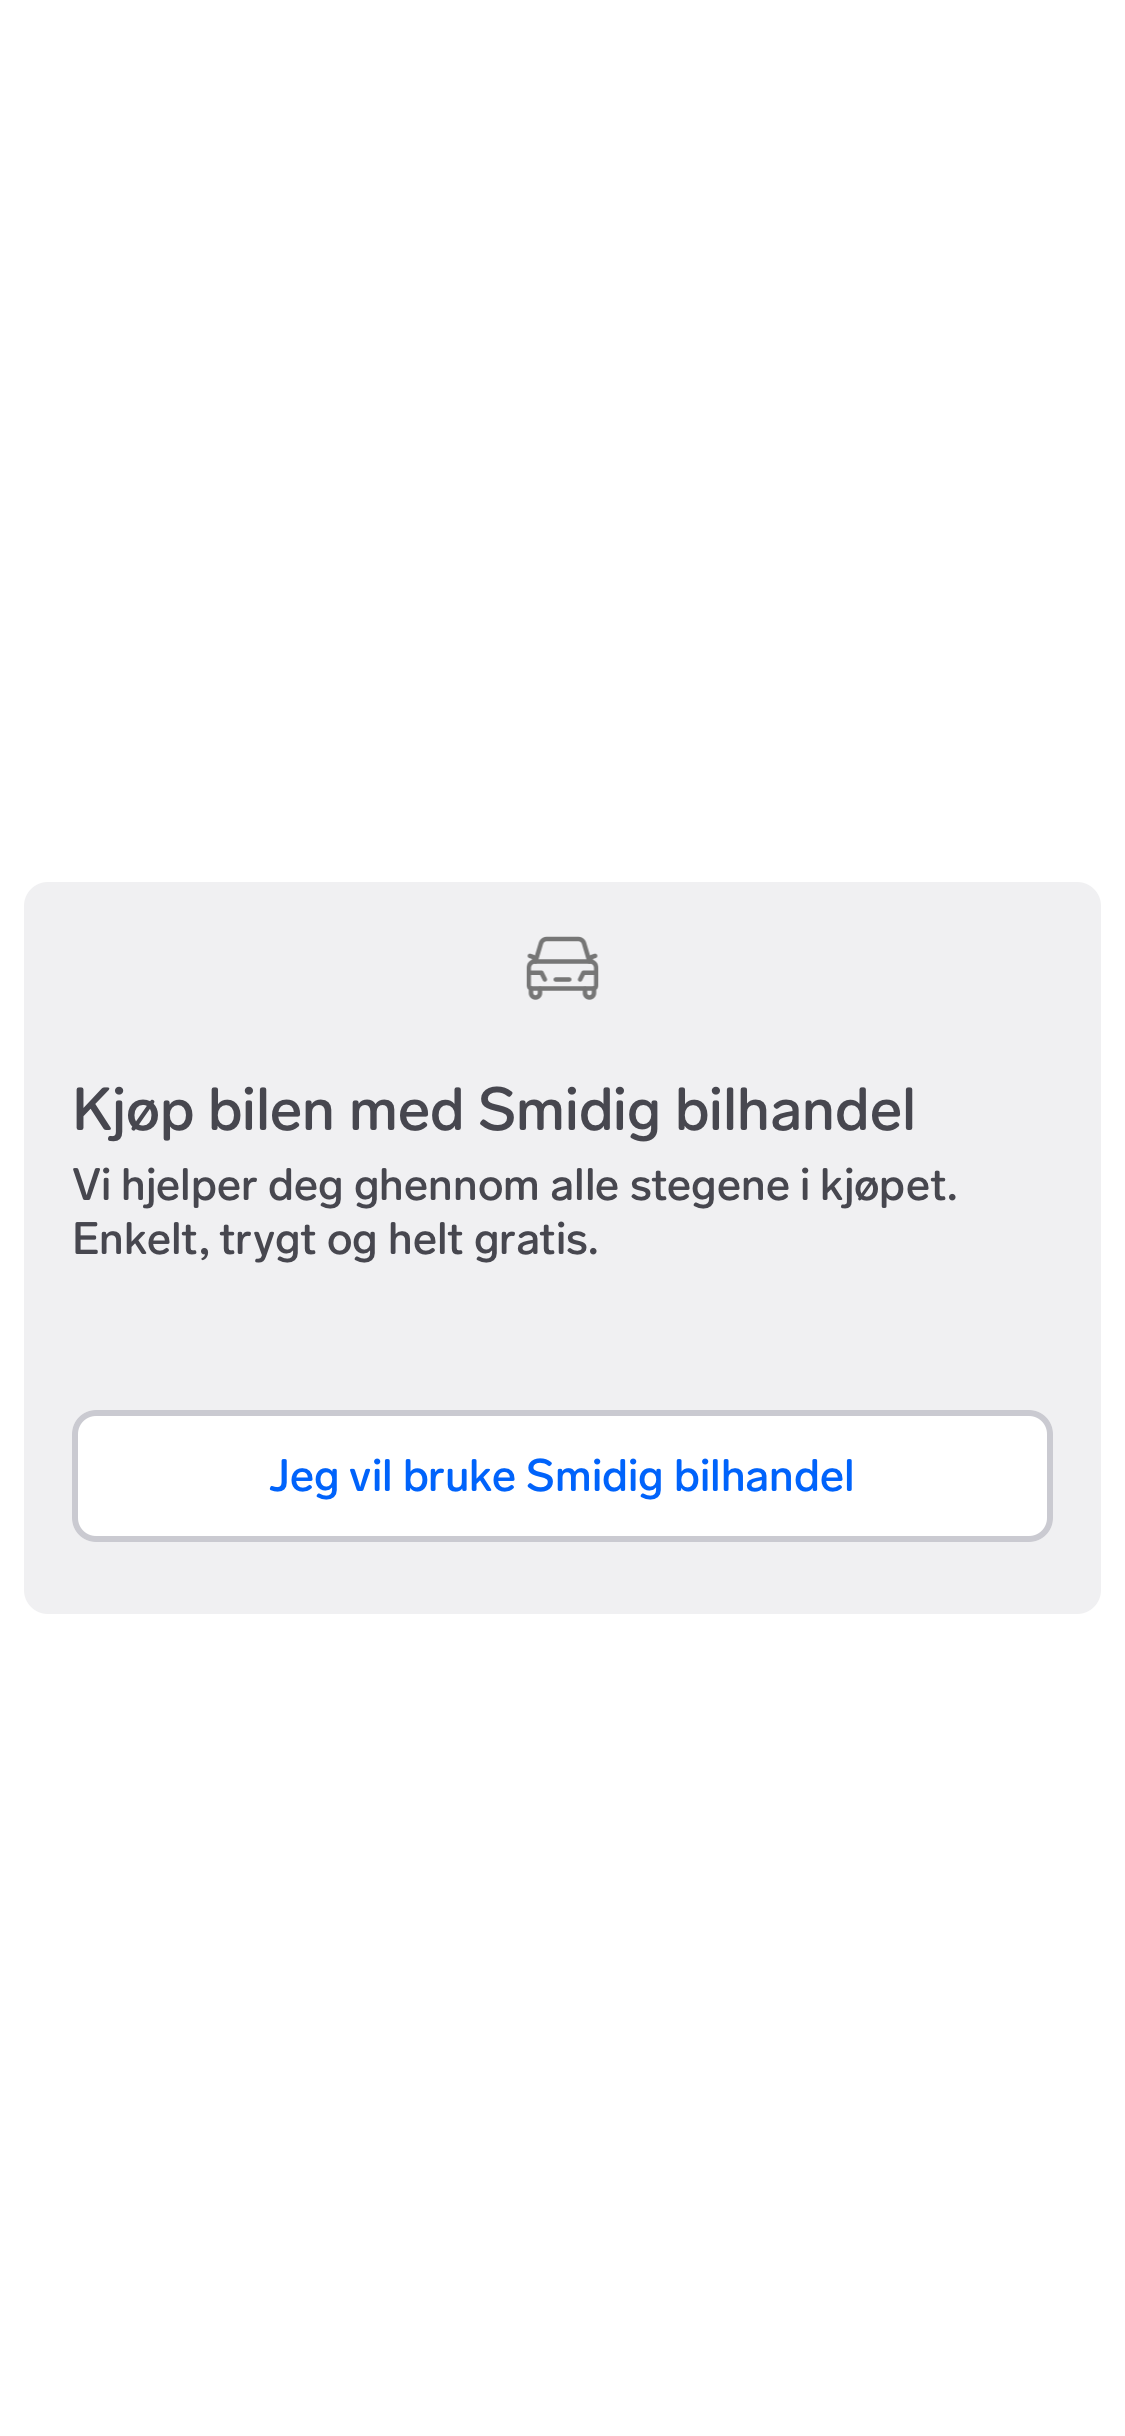 Kjøp bilen med Smidig bilhandel
Vi hjelper deg ghennom alle stegene i kjøpet.
Enkelt, trygt og helt gratis.
Jeg vil bruke Smidig bilhandel